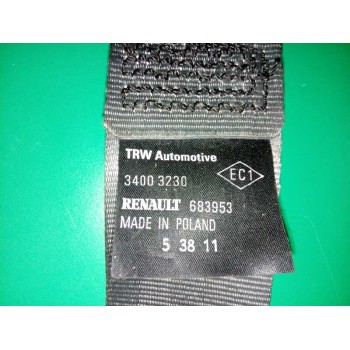 TRW Automotive
3400 3230
EC1
RENAULT 683953
MADE IN POLAND
5 38 11